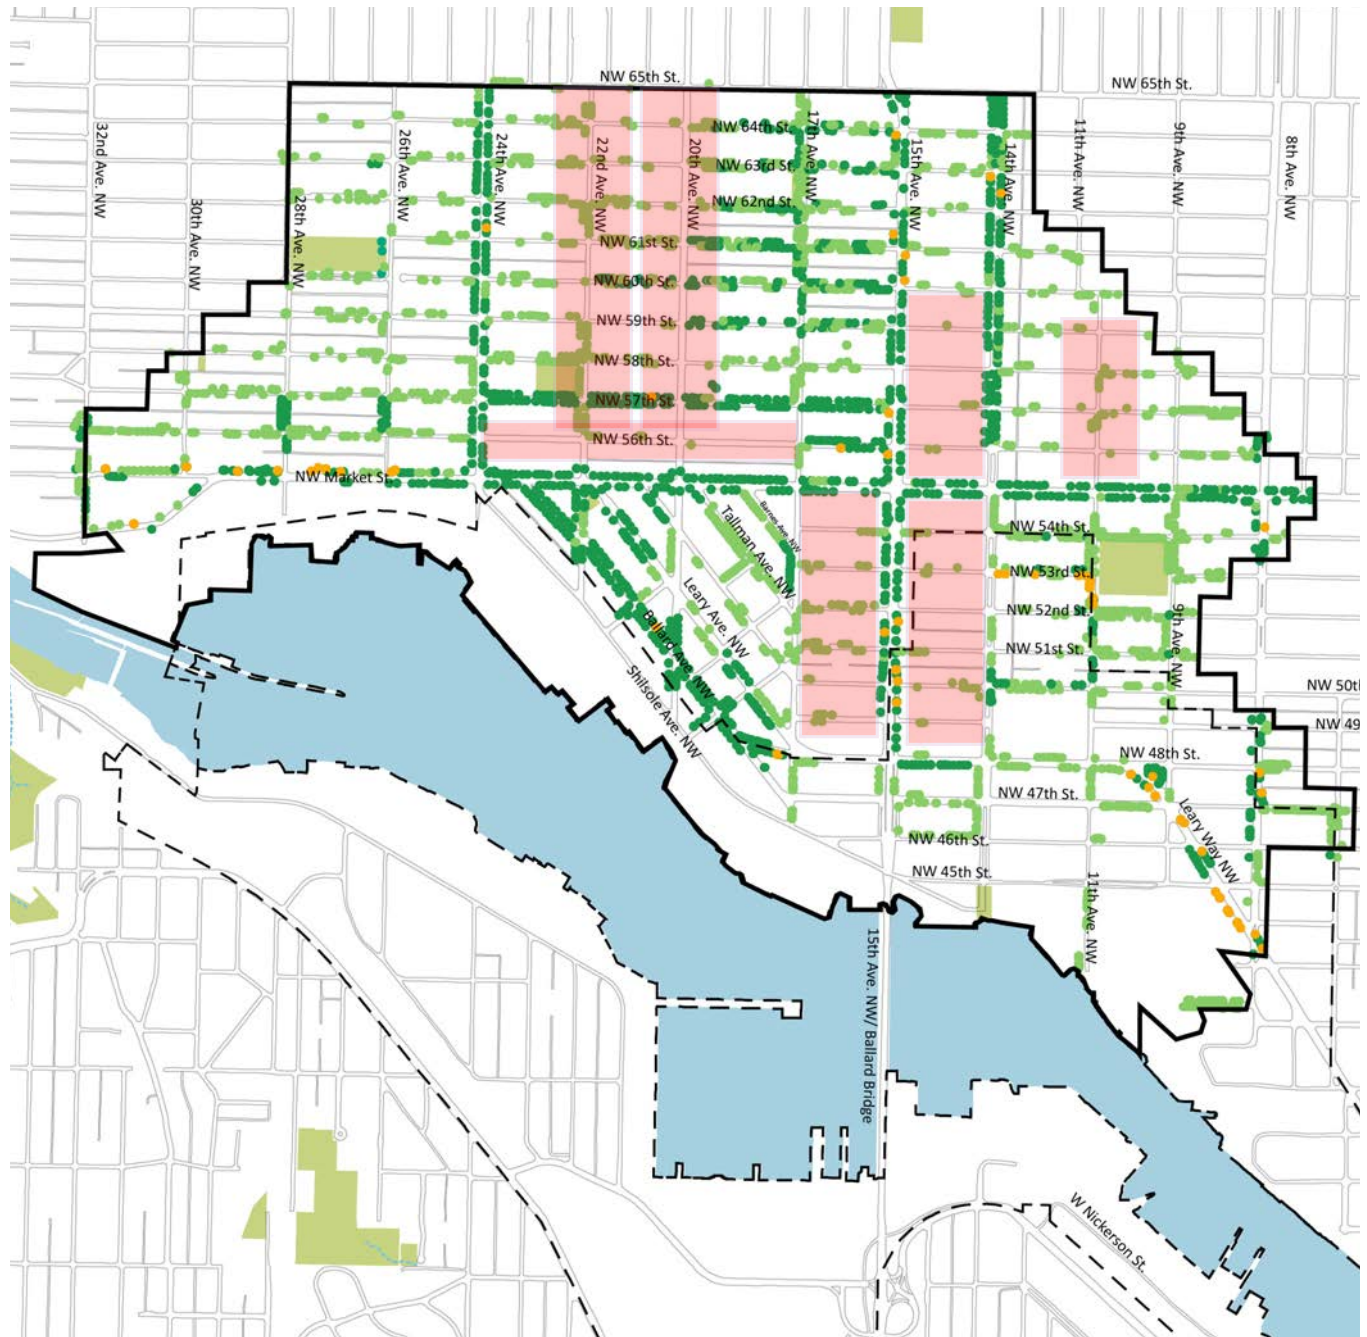 NW 65th St.
NW 65th St.
32nd Ave. NW
30th Ave. NW
28th Ave. NW
26th Ave. NW
24th Ave. NW
22nd Ave. NW
20th Ave. NW
17th Ave. NW
15th Ave. NW
14th Ave. NW
11th Ave. NW
9th Ave. NW
8th Ave. NW
NW 64th St.
NW 63rd St.
NW 62nd St.
NW 61st St.
NW 60th St.
NW 59th St.
NW 58th St.
NW 57th St.
NW 56th St.
NW Market St.
Barnes Ave. NW
Tallman Ave. NW
Leary Ave. NW
Ballard Ave. NW
Shilsole Ave. NW
NW 54th St.
NW 53rd St.
NW 52nd St.
NW 51st St.
9th Ave. NW
NW 50th
NW 49
NW 48th St.
NW 47th St.
Leary Way NW
NW 46th St.
NW 45th St.
11th Ave. NW
15th Ave. NW/ Ballard Bridge
W Nickerson St.